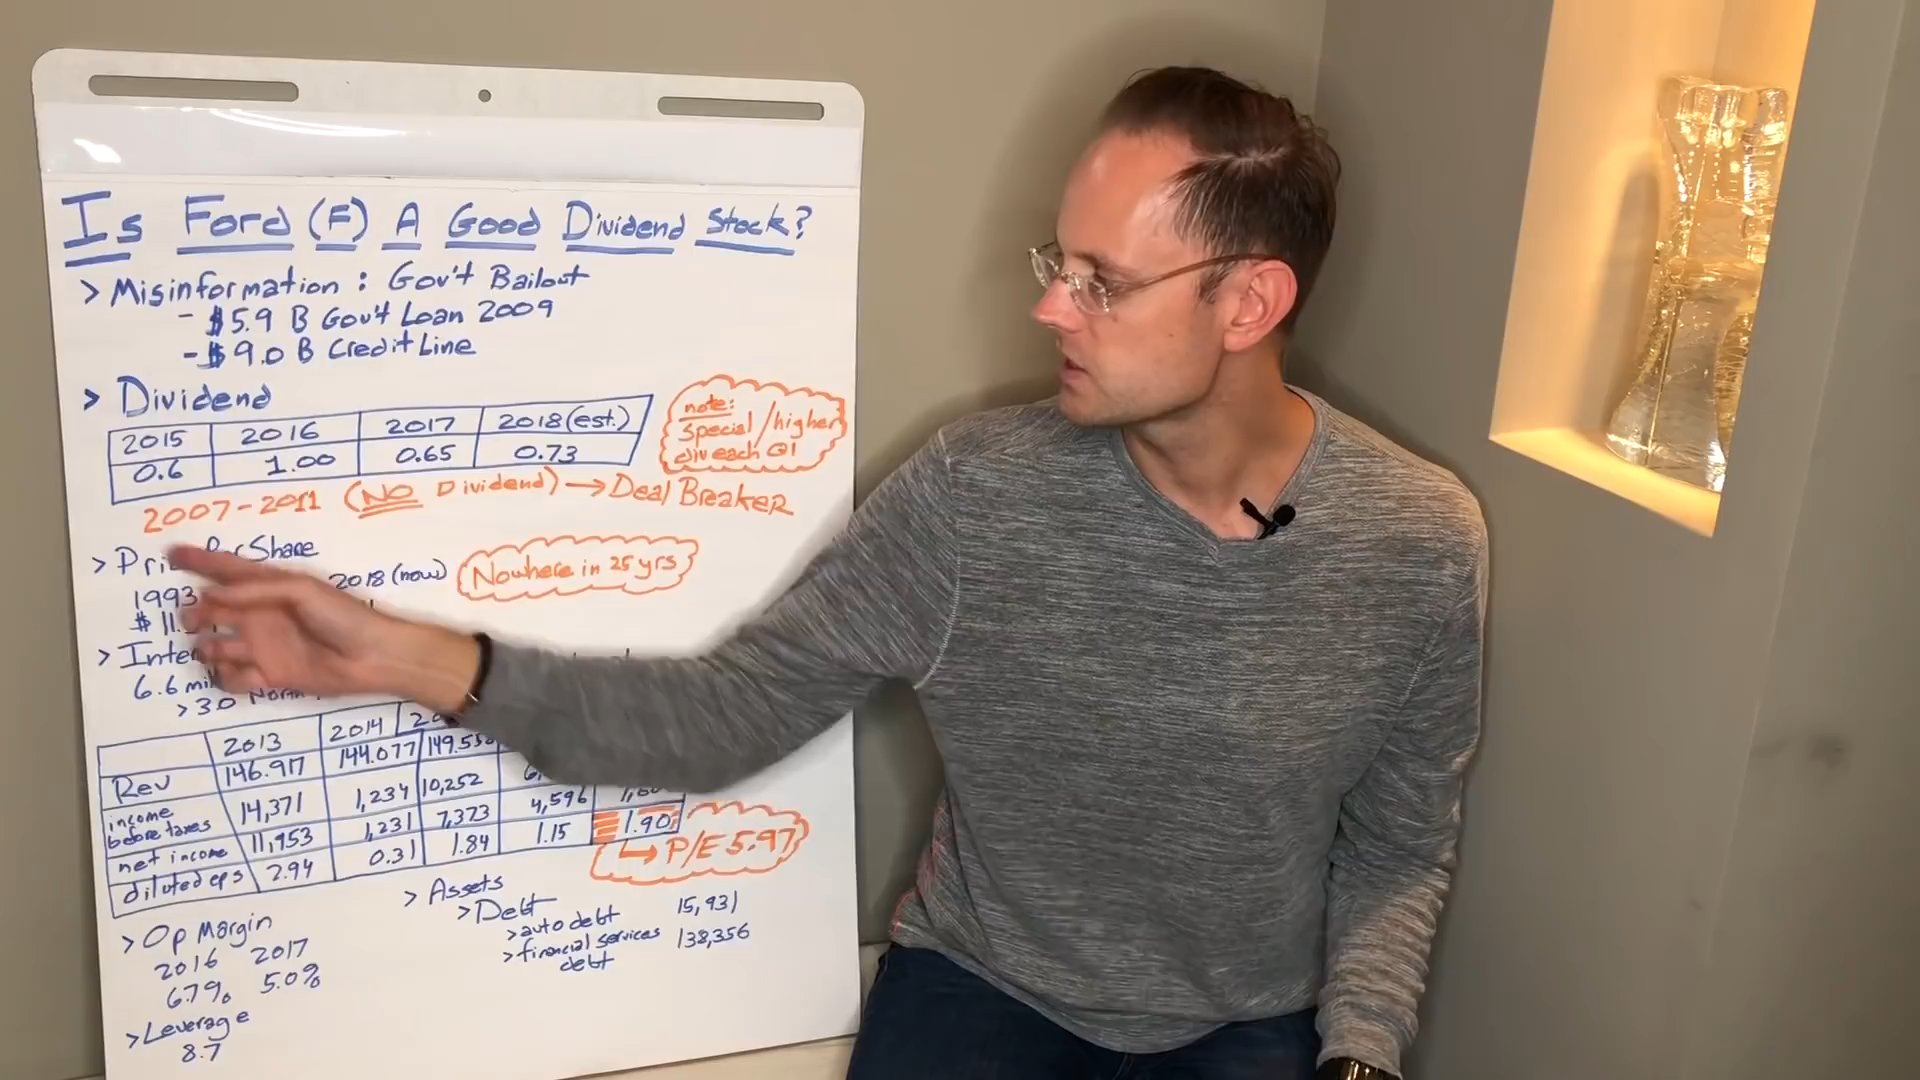 Is Ford (F) A Good Dividend Stock?
> Misinformation : Gov't Bailout
- $5.9 B Gov't Loan 2009
- $9.0 B Credit Line
> Dividend
2015 2016 2017 2018 (est.)
0.6 1.00 0.65 0.73
note:
special/higher
div each Q1
2007-2011 (NO Dividend) → Deal Breaker
> Per Share
1993 2018 (now)
Nowhere in 25 yrs
$ 11.
>
6.6
> 3.0 North
2013 2014
Rev 146.917 144.077
income before taxes 14,371 1,234 10,252
net income 11,953 1,231 7,373 4,596
diluted eps 2.94 0.31 1.84 1.15 1.90
↳ P/E 5.97
> Op Margin
2016 2017
6.7% 5.0%
> Leverage
8.7
> Assets
> Debt
> auto debt 15,931
> financial services debt 138,356